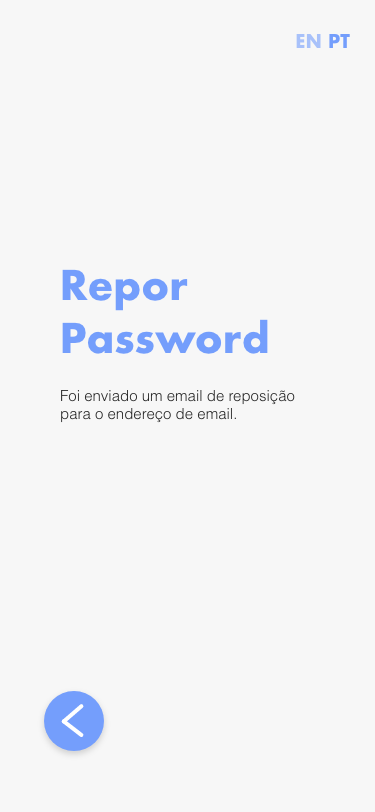 EN PT
Repor
Password
Foi enviado um email de reposição
para o endereço de email.